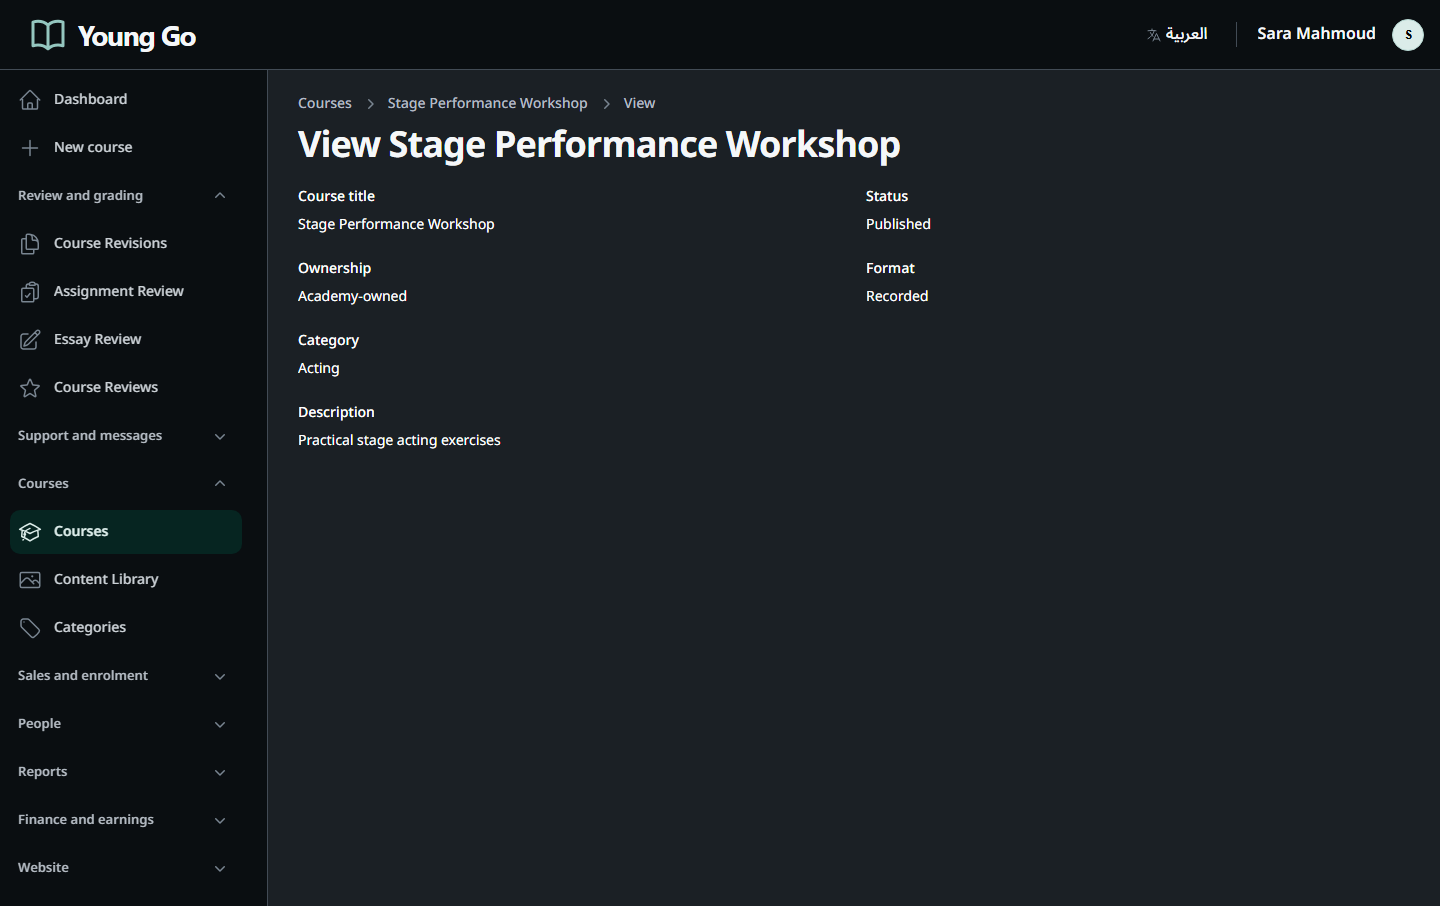 Young Go
العربية
Sara Mahmoud
S
Dashboard
New course
Review and grading
Course Revisions
Assignment Review
Essay Review
Course Reviews
Support and messages
Courses
Courses
Content Library
Categories
Sales and enrolment
People
Reports
Finance and earnings
Website
Courses > Stage Performance Workshop > View
View Stage Performance Workshop
Course title
Stage Performance Workshop
Status
Published
Ownership
Academy-owned
Format
Recorded
Category
Acting
Description
Practical stage acting exercises